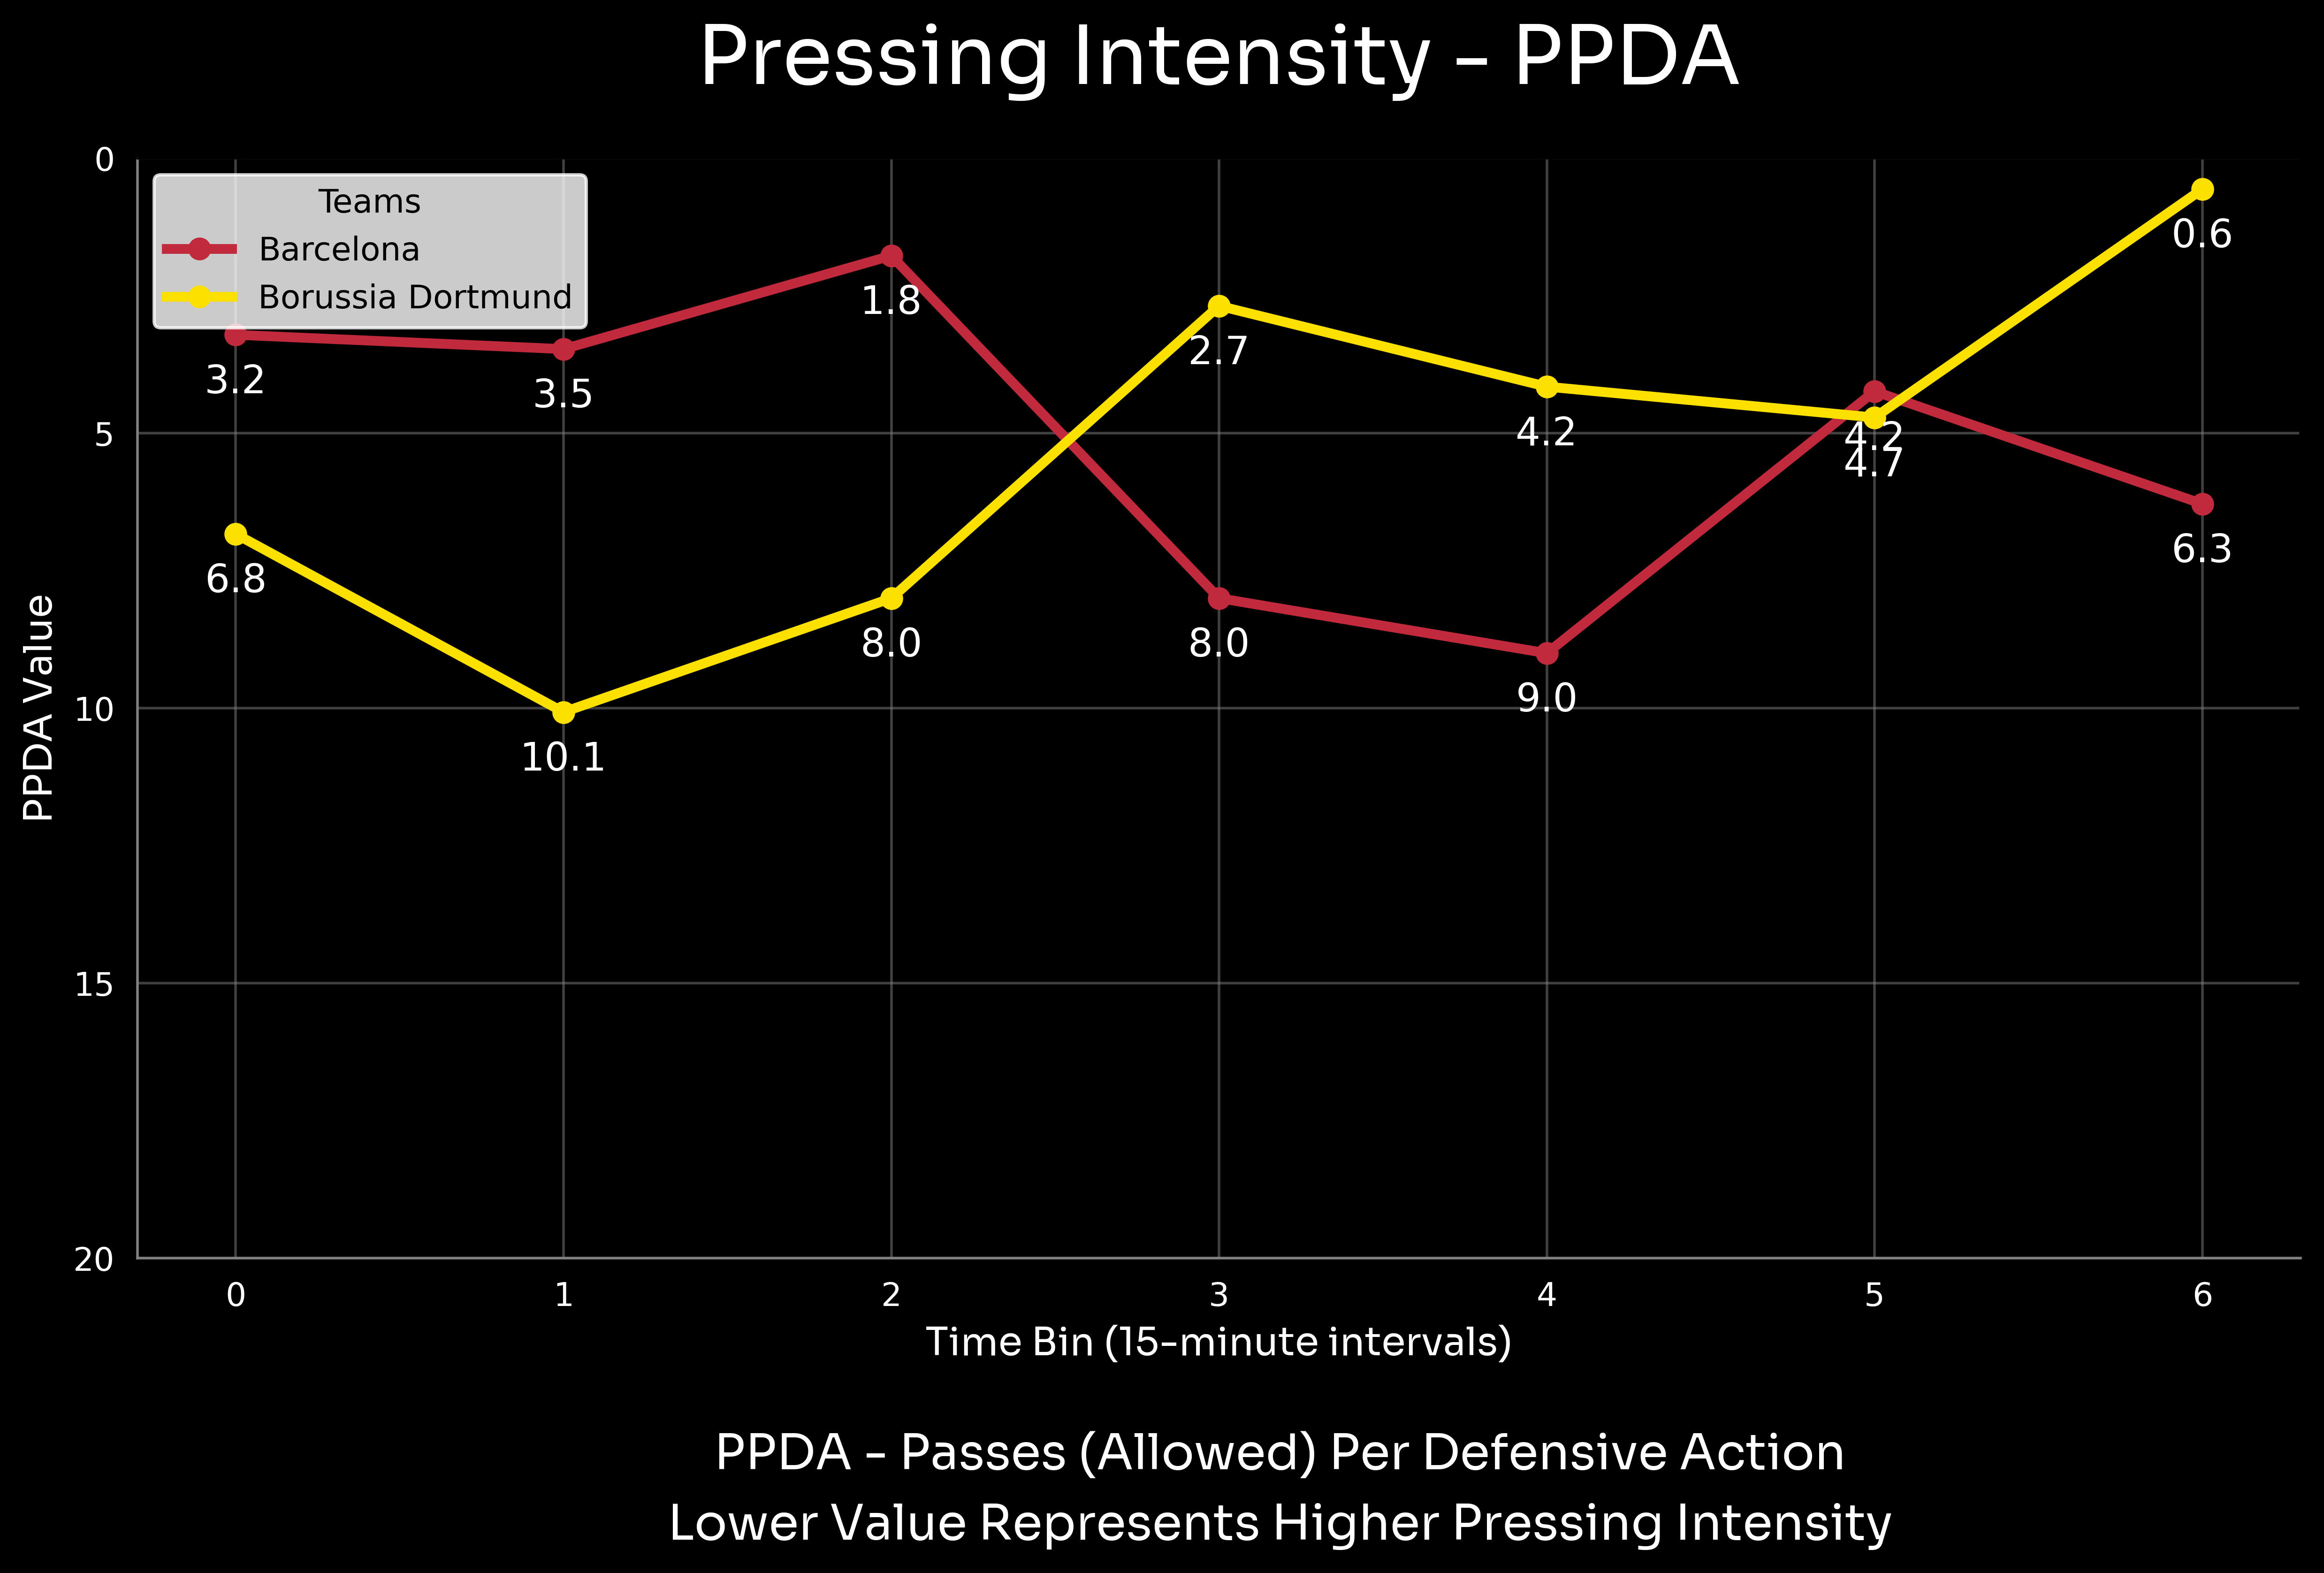 Pressing Intensity - PPDA
0
Teams
Barcelona
Borussia Dortmund
0.6
1.8
2.7
3.2
3.5
4.2
4.2
5
4.7
6.3
6.8
8.0
8.0
9.0
10
10.1
PPDA Value
15
20
0 1 2 3 4 5 6
Time Bin (15-minute intervals)
PPDA - Passes (Allowed) Per Defensive Action
Lower Value Represents Higher Pressing Intensity